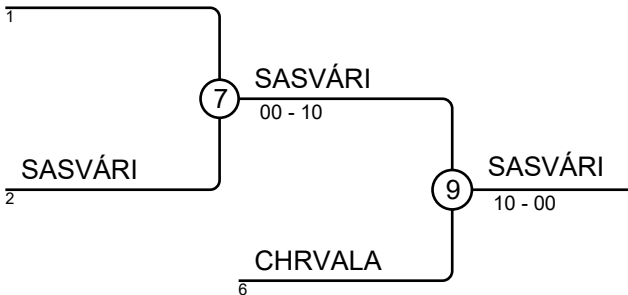 1
SASVÁRI
7
00 - 10
SASVÁRI
2
SASVÁRI
9
10 - 00
CHRVALA
6